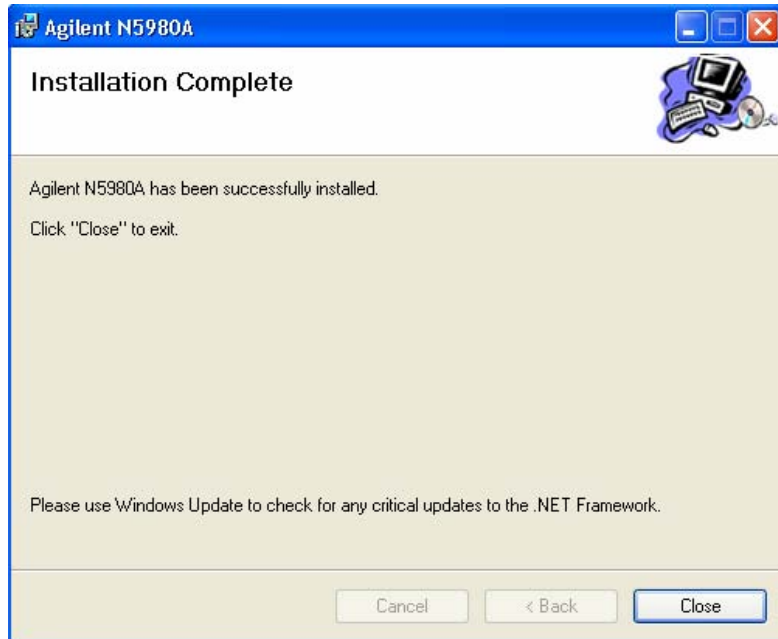 Agilent N5980A
Installation Complete
Agilent N5980A has been successfully installed.
Click "Close" to exit.
Please use Windows Update to check for any critical updates to the .NET Framework.
Cancel
< Back
Close